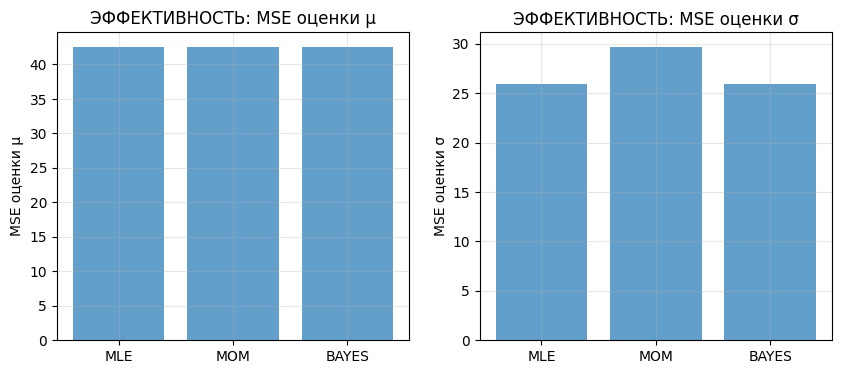 ЭФФЕКТИВНОСТЬ: MSE оценки μ
MSE оценки μ
40
35
30
25
20
15
10
5
0
MLE
MOM
BAYES
ЭФФЕКТИВНОСТЬ: MSE оценки σ
MSE оценки σ
30
25
20
15
10
5
0
MLE
MOM
BAYES